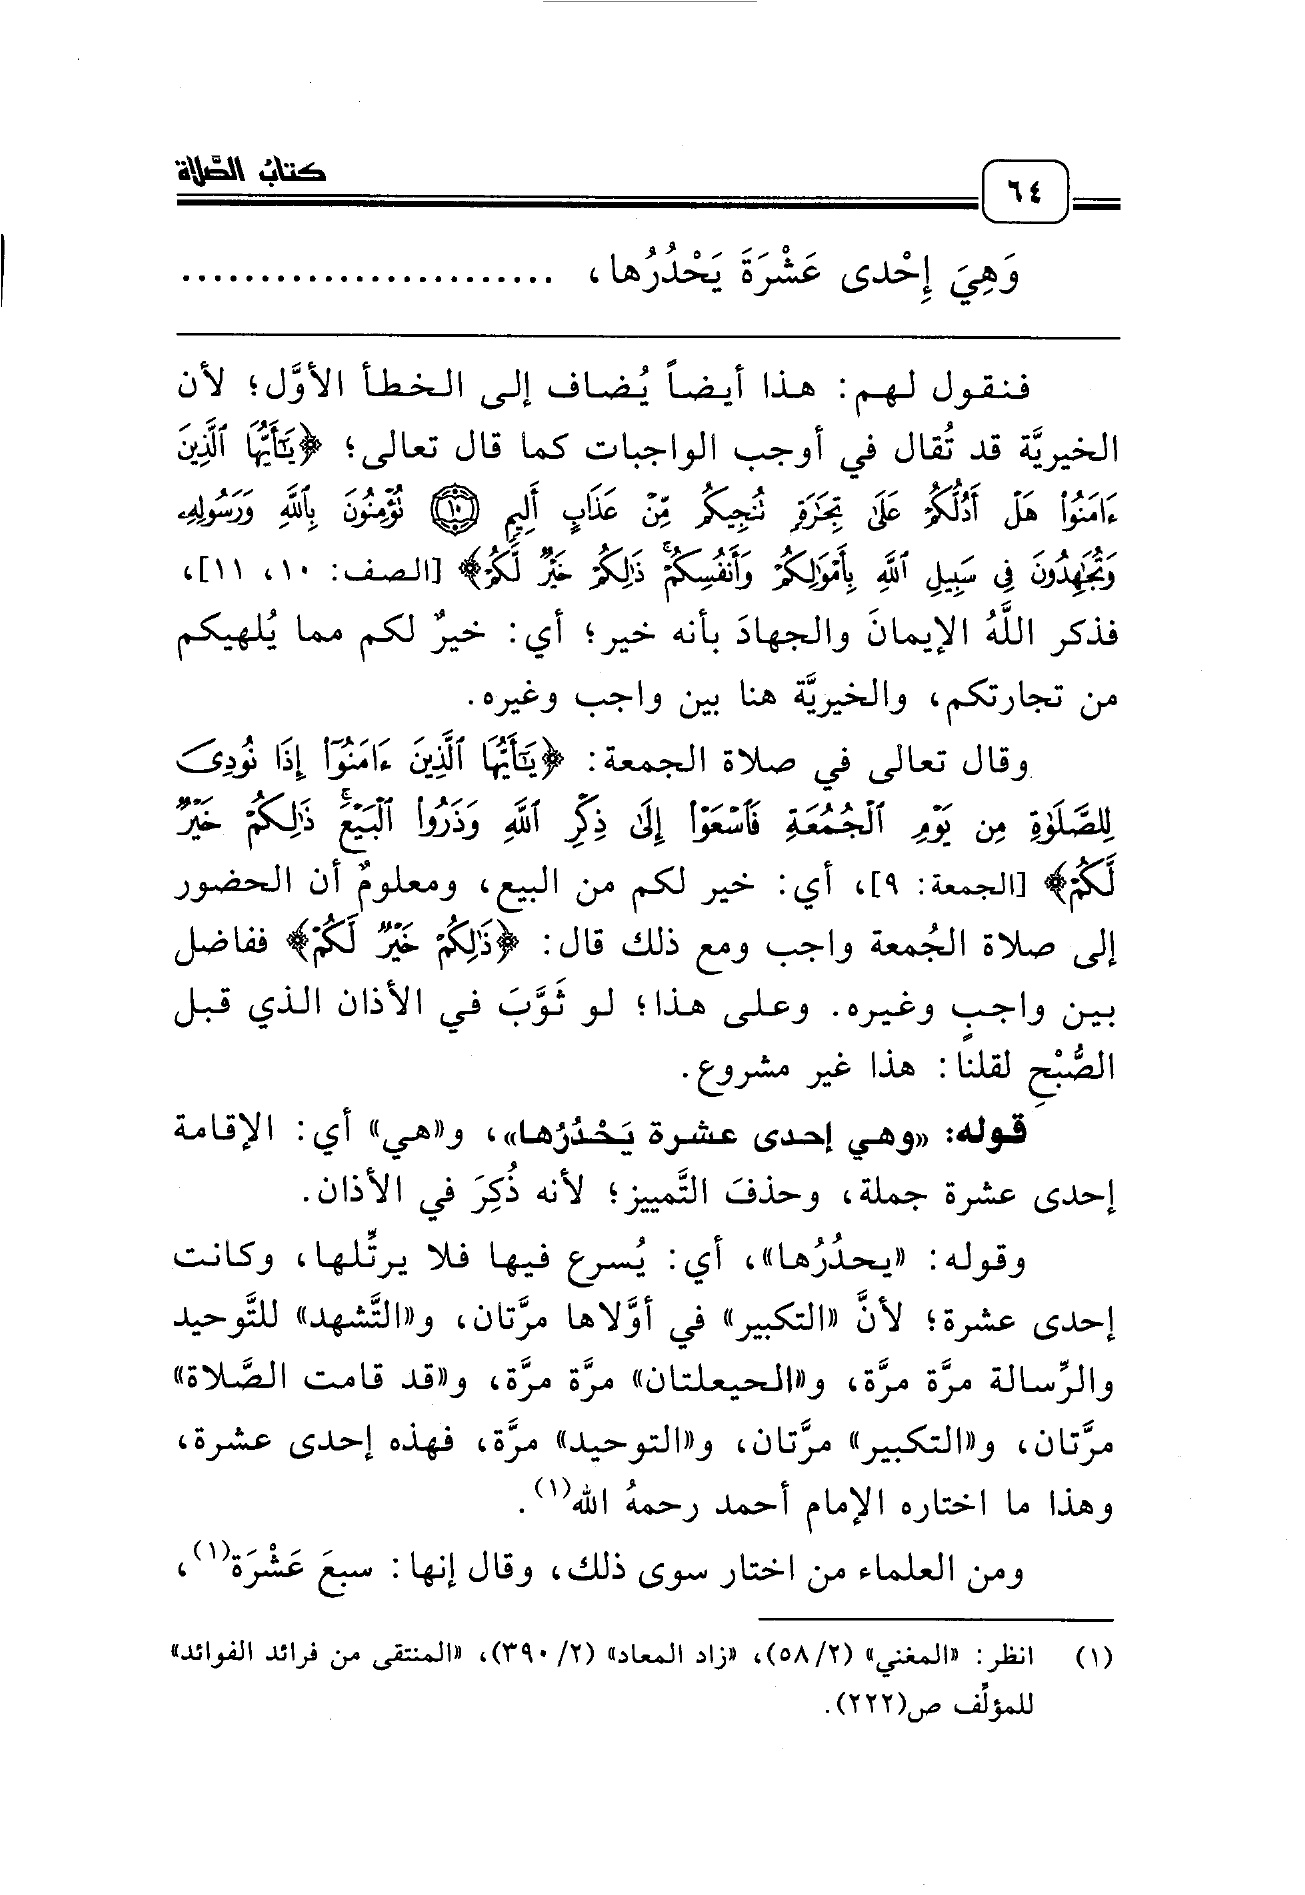 كتاب الصلاة
٦٤
وَهِيَ إِحْدى عَشْرَةَ يَحْدُرُها، ........................
فنقول لهم: هذا أيضاً يُضاف إلى الخطأ الأوَّل؛ لأن
الخيريَّة قد تُقال في أوجب الواجبات كما قال تعالى؛ ﴿يَٰٓأَيُّهَا ٱلَّذِينَ
ءَامَنُوا۟ هَلْ أَدُلُّكُمْ عَلَىٰ تِجَٰرَةٍ تُنجِيكُم مِّنْ عَذَابٍ أَلِيمٍ ١٠ تُؤْمِنُونَ بِٱللَّهِ وَرَسُولِهِۦ
وَتُجَٰهِدُونَ فِى سَبِيلِ ٱللَّهِ بِأَمْوَٰلِكُمْ وَأَنفُسِكُمْ ۚ ذَٰلِكُمْ خَيْرٌ لَّكُمْ﴾ [الصف: ١٠، ١١]،
فذكر اللَّهُ الإيمانَ والجهادَ بأنه خير؛ أي: خيرٌ لكم مما يُلهيكم
من تجارتكم، والخيريَّة هنا بين واجب وغيره.
وقال تعالى في صلاة الجمعة: ﴿يَٰٓأَيُّهَا ٱلَّذِينَ ءَامَنُوٓا۟ إِذَا نُودِىَ
لِلصَّلَوٰةِ مِن يَوْمِ ٱلْجُمُعَةِ فَٱسْعَوْا۟ إِلَىٰ ذِكْرِ ٱللَّهِ وَذَرُوا۟ ٱلْبَيْعَ ۚ ذَٰلِكُمْ خَيْرٌ
لَّكُمْ﴾ [الجمعة: ٩]، أي: خير لكم من البيع، ومعلومٌ أن الحضور
إلى صلاة الجُمعة واجب ومع ذلك قال: ﴿ذَٰلِكُمْ خَيْرٌ لَّكُمْ﴾ ففاضل
بين واجبٍ وغيره. وعلى هذا؛ لو ثَوَّبَ في الأذان الذي قبل
الصُّبْحِ لقلنا: هذا غير مشروع.
قوله: «وهي إحدى عشرة يَحْدُرُها»، و«هي» أي: الإقامة
إحدى عشرة جملة، وحذفَ التَّمييز؛ لأنه ذُكِرَ في الأذان.
وقوله: «يحدُرُها»، أي: يُسرع فيها فلا يرتِّلها، وكانت
إحدى عشرة؛ لأنَّ «التكبير» في أوَّلاها مرَّتان، و«التَّشهد» للتَّوحيد
والرِّسالة مرَّة مرَّة، و«الحيعلتان» مرَّة مرَّة، و«قد قامت الصَّلاة»
مرَّتان، و«التكبير» مرَّتان، و«التوحيد» مرَّة، فهذه إحدى عشرة،
وهذا ما اختاره الإمام أحمد رحمهُ الله(١).
ومن العلماء من اختار سوى ذلك، وقال إنها: سبعَ عَشْرَة(١)،
(١) انظر: «المغني» (٥٨/٢)، «زاد المعاد» (٣٩٠/٢)، «المنتقى من فرائد الفوائد»
للمؤلِّف ص(٢٢٢).